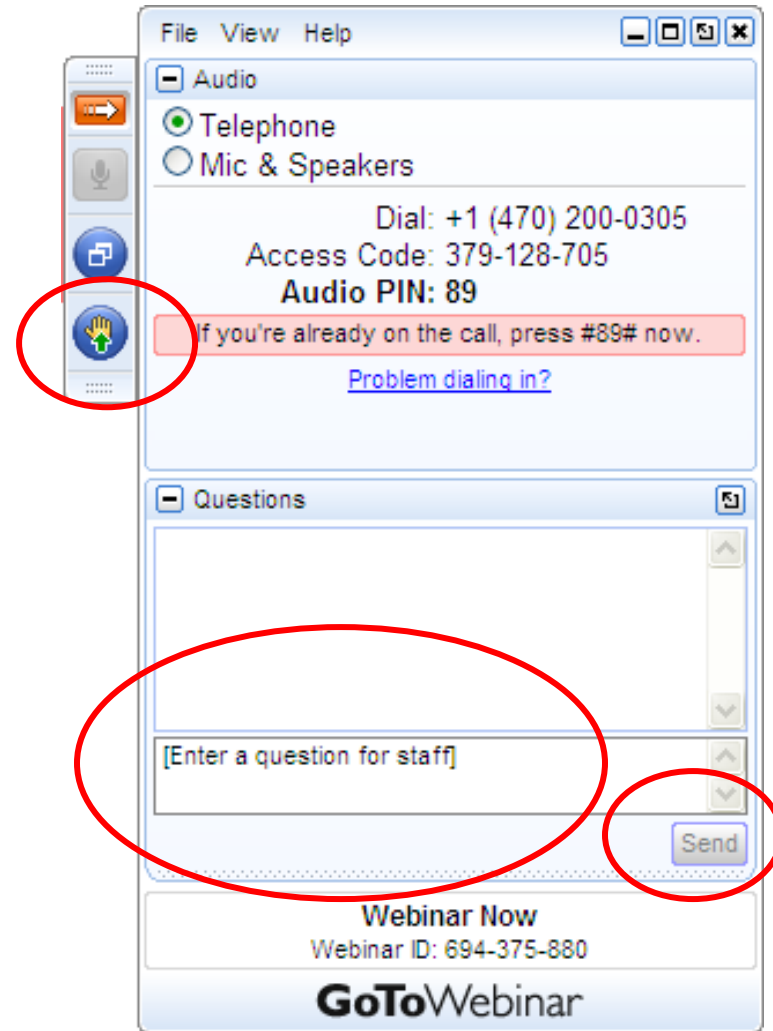 File View Help
Audio
Telephone
Mic & Speakers
Dial: +1 (470) 200-0305
Access Code: 379-128-705
Audio PIN: 89
If you're already on the call, press #89# now.
Problem dialing in?
Questions
[Enter a question for staff]
Send
Webinar Now
Webinar ID: 694-375-880
GoToWebinar